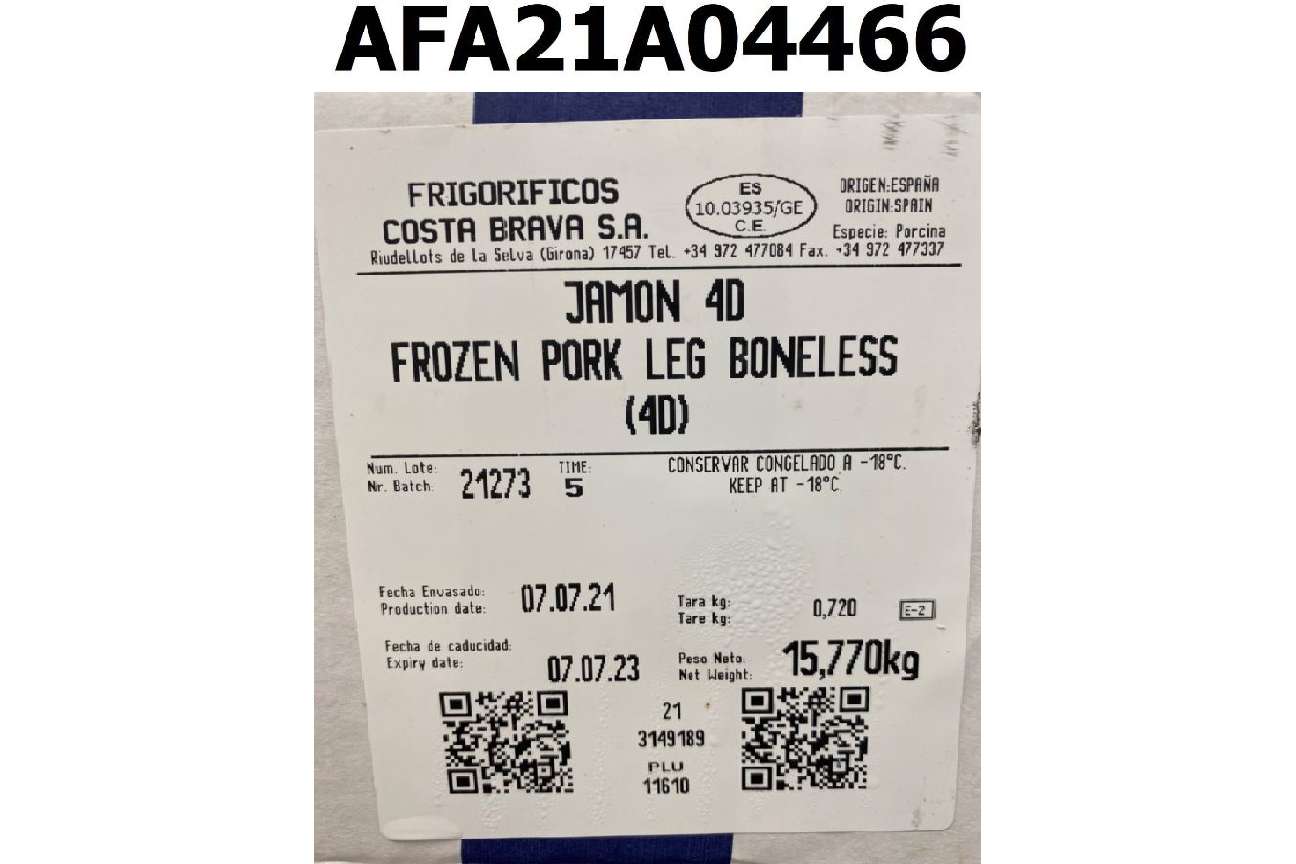 AFA21A04466
FRIGORIFICOS
COSTA BRAVA S.A.
Riudellots de la Selva (Girona) 17457 Tel. +34 972 477084 Fax. +34 972 477337
ES
10.03935/GE
C.E.
ORIGEN:ESPAÑA
ORIGIN:SPAIN
Especie: Porcina
JAMON 4D
FROZEN PORK LEG BONELESS
(4D)
Num. Lote:
Nr. Batch:
21273
TIME:
5
CONSERVAR CONGELADO A -18°C.
KEEP AT -18°C.
Fecha Envasado:
Production date:
07.07.21
Tara kg:
Tare kg:
0,720
E-2
Fecha de caducidad:
Expiry date:
07.07.23
Peso Neto:
Net Weight:
15,770kg
21
3149189
PLU
11610